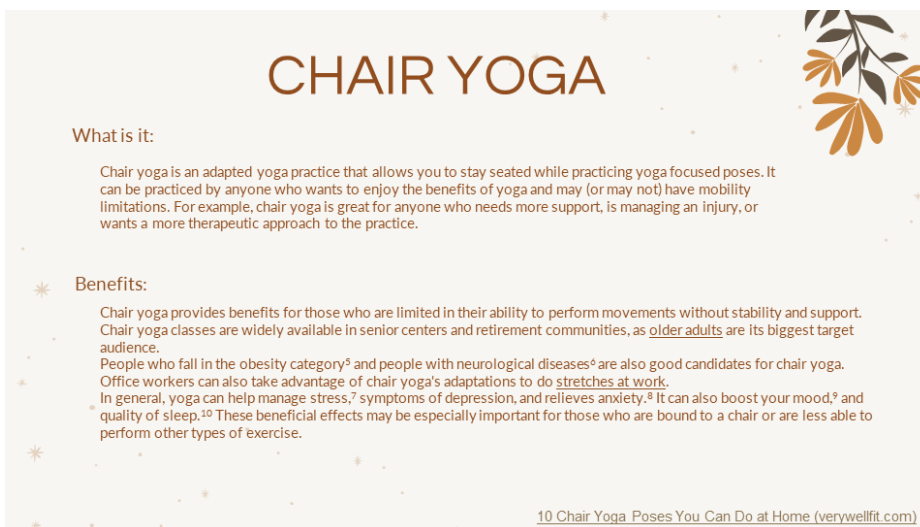 CHAIR YOGA
What is it:
Chair yoga is an adapted yoga practice that allows you to stay seated while practicing yoga focused poses. It
can be practiced by anyone who wants to enjoy the benefits of yoga and may (or may not) have mobility
limitations. For example, chair yoga is great for anyone who needs more support, is managing an injury, or
wants a more therapeutic approach to the practice.
Benefits:
Chair yoga provides benefits for those who are limited in their ability to perform movements without stability and support.
Chair yoga classes are widely available in senior centers and retirement communities, as older adults are its biggest target
audience.
People who fall in the obesity category⁵ and people with neurological diseases⁶ are also good candidates for chair yoga.
Office workers can also take advantage of chair yoga's adaptations to do stretches at work.
In general, yoga can help manage stress,⁷ symptoms of depression, and relieves anxiety.⁸ It can also boost your mood,⁹ and
quality of sleep.¹⁰ These beneficial effects may be especially important for those who are bound to a chair or are less able to
perform other types of exercise.
10 Chair Yoga Poses You Can Do at Home (verywellfit.com)